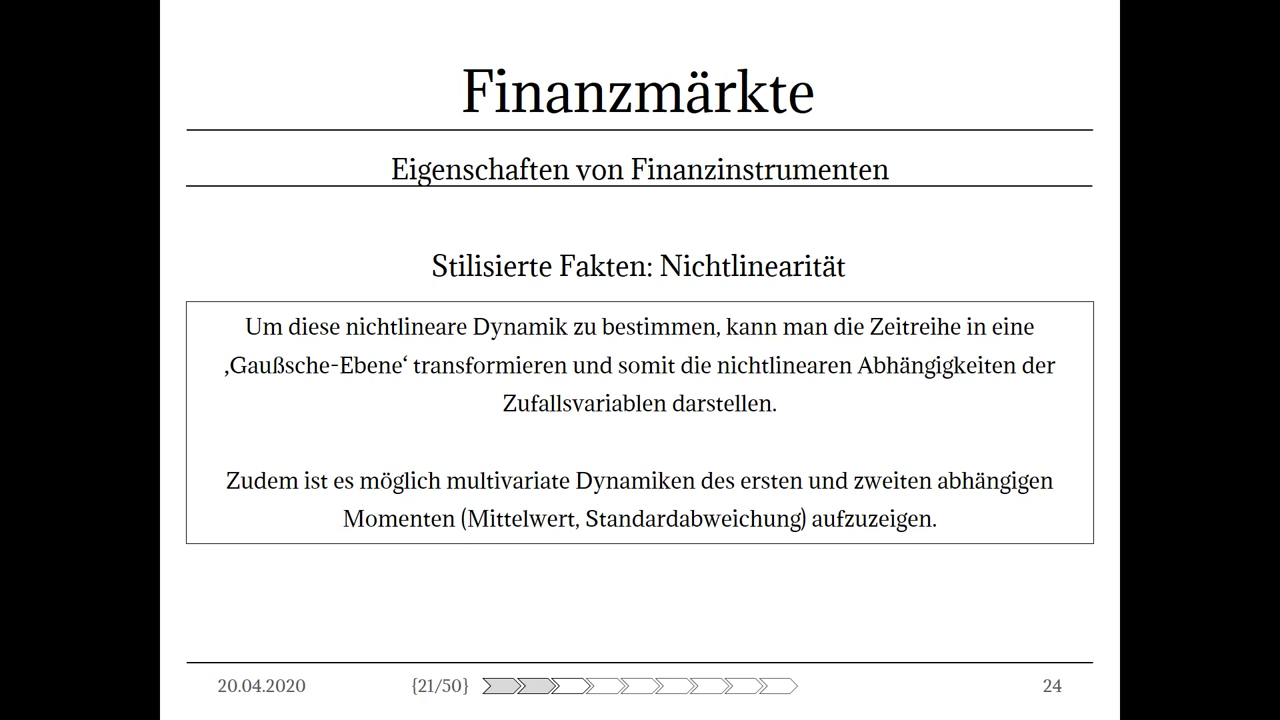 Finanzmärkte
Eigenschaften von Finanzinstrumenten
Stilisierte Fakten: Nichtlinearität
Um diese nichtlineare Dynamik zu bestimmen, kann man die Zeitreihe in eine
‚Gaußsche-Ebene‘ transformieren und somit die nichtlinearen Abhängigkeiten der
Zufallsvariablen darstellen.
Zudem ist es möglich multivariate Dynamiken des ersten und zweiten abhängigen
Momenten (Mittelwert, Standardabweichung) aufzuzeigen.
20.04.2020 {21/50} 24